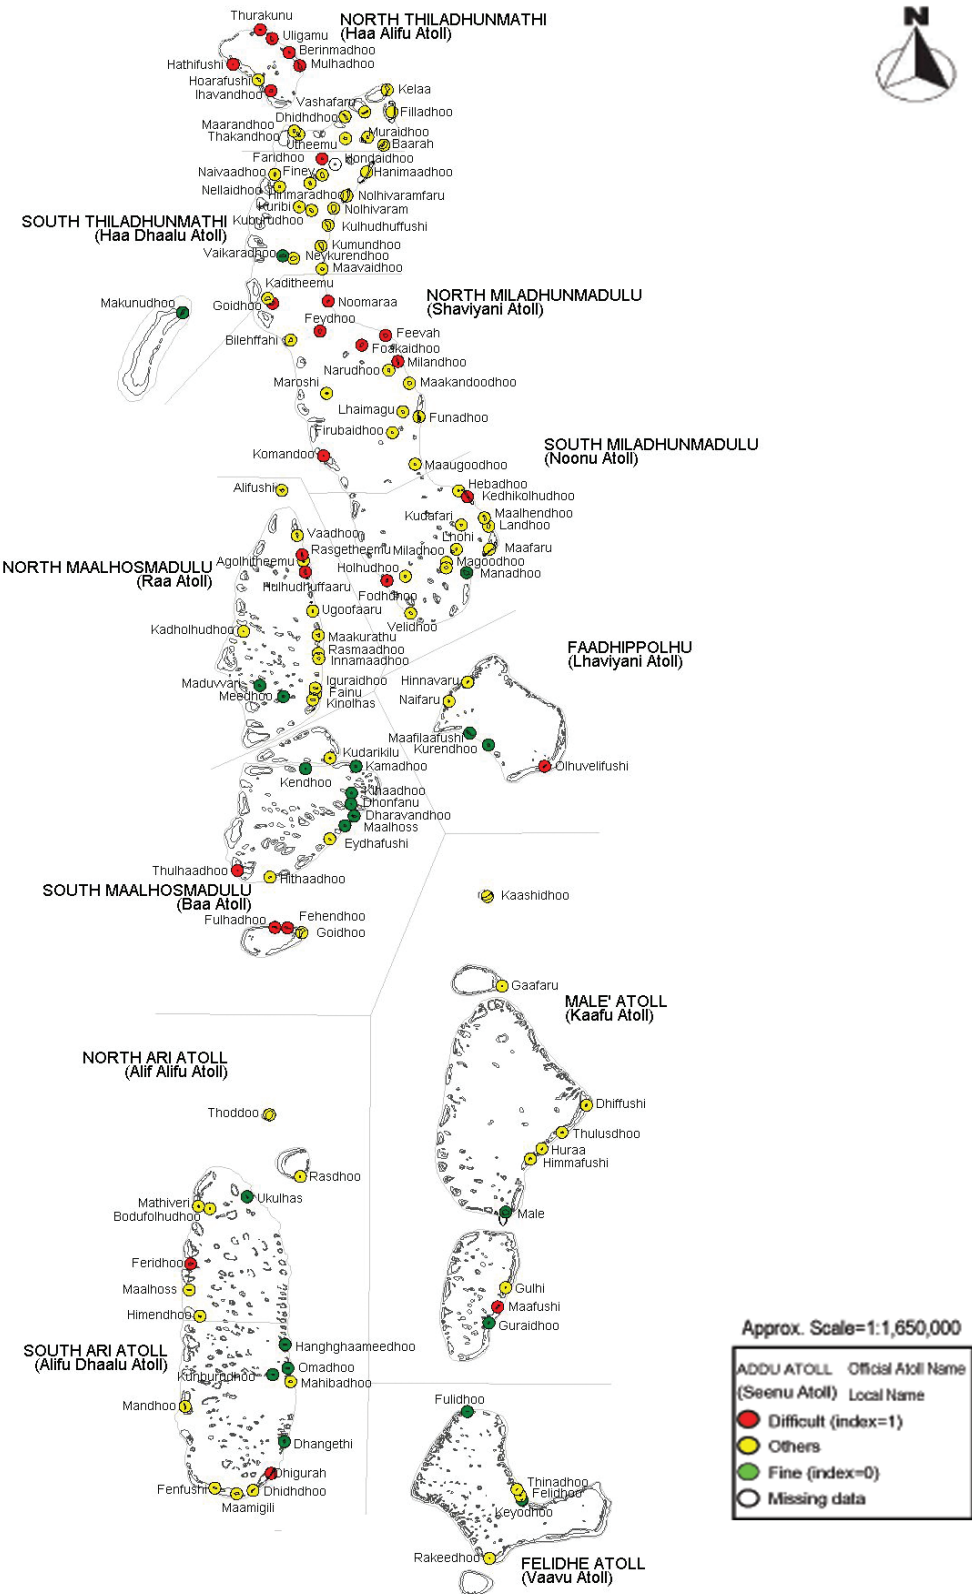 Thurakunu
NORTH THILADHUNMATHI
(Haa Alifu Atoll)
N
Uligamu
Berinmadhoo
Hathifushi
Mulhadhoo
Hoarafushi
Ihavandhoo
Kelaa
Vashafaru
Dhidhdhoo
Filladhoo
Maarandhoo
Thakandhoo
Muraidhoo
Utheemu
Baarah
Faridhoo
Hondaidhoo
Naivaadhoo
Finey
Hanimaadhoo
Nellaidhoo
Hirimaradhoo
Nolhivaramfaru
Kuribi
Nolhivaram
SOUTH THILADHUNMATHI
(Haa Dhaalu Atoll)
Kuburudhoo
Kulhudhuffushi
Kumundhoo
Vaikaradhoo
Neykurendhoo
Maavaidhoo
Kaditheemu
Makunudhoo
Goidhoo
Noomaraa
NORTH MILADHUNMADULU
(Shaviyani Atoll)
Feydhoo
Feevah
Bilehffahi
Foakaidhoo
Milandhoo
Narudhoo
Maroshi
Maakandoodhoo
Lhaimagu
Funadhoo
Firubaidhoo
SOUTH MILADHUNMADULU
(Noonu Atoll)
Komandoo
Maaugoodhoo
Alifushi
Hebadhoo
Kedhikolhudhoo
Kudafari
Maalhendhoo
Landhoo
Vaadhoo
Lhohi
Rasgetheemu
Miladhoo
Maafaru
NORTH MAALHOSMADULU
(Raa Atoll)
Agolhitheemu
Holhudhoo
Magoodhoo
Manadhoo
Hulhudhuffaaru
Fodhdhoo
Ugoofaaru
Velidhoo
Kadholhudhoo
Maakurathu
Rasmaadhoo
Innamaadhoo
FAADHIPPOLHU
(Lhaviyani Atoll)
Maduvvari
Iguraidhoo
Hinnavaru
Meedhoo
Fainu
Kinolhas
Naifaru
Maafilaafushi
Kurendhoo
Kudarikilu
Kamadhoo
Olhuvelifushi
Kendhoo
Kihaadhoo
Dhonfanu
Dharavandhoo
Maalhoss
Eydhafushi
Thulhaadhoo
Hithaadhoo
SOUTH MAALHOSMADULU
(Baa Atoll)
Kaashidhoo
Fulhadhoo
Fehendhoo
Goidhoo
Gaafaru
MALE' ATOLL
(Kaafu Atoll)
NORTH ARI ATOLL
(Alif Alifu Atoll)
Thoddoo
Dhiffushi
Thulusdhoo
Huraa
Himmafushi
Rasdhoo
Ukulhas
Mathiveri
Bodufolhudhoo
Male
Feridhoo
Maalhoss
Gulhi
Himendhoo
Maafushi
Guraidhoo
SOUTH ARI ATOLL
(Alifu Dhaalu Atoll)
Hanghghaameedhoo
Omadhoo
Kunburudhoo
Mahibadhoo
Mandhoo
Fulidhoo
Dhangethi
Dhigurah
Fenfushi
Dhidhdhoo
Maamigili
Thinadhoo
Felidhoo
Keyodhoo
Rakeedhoo
FELIDHE ATOLL
(Vaavu Atoll)
Approx. Scale=1:1,650,000
ADDU ATOLL Official Atoll Name
(Seenu Atoll) Local Name
Difficult (index=1)
Others
Fine (index=0)
Missing data